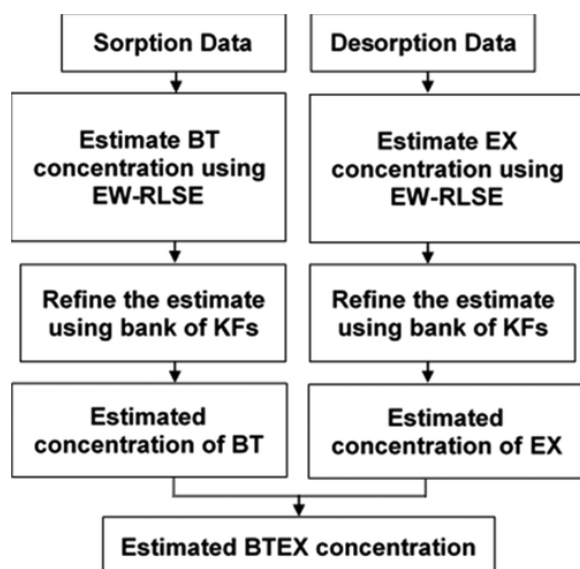 Sorption Data
Desorption Data
Estimate BT
concentration using
EW-RLSE
Estimate EX
concentration using
EW-RLSE
Refine the estimate
using bank of KFs
Refine the estimate
using bank of KFs
Estimated
concentration of BT
Estimated
concentration of EX
Estimated BTEX concentration